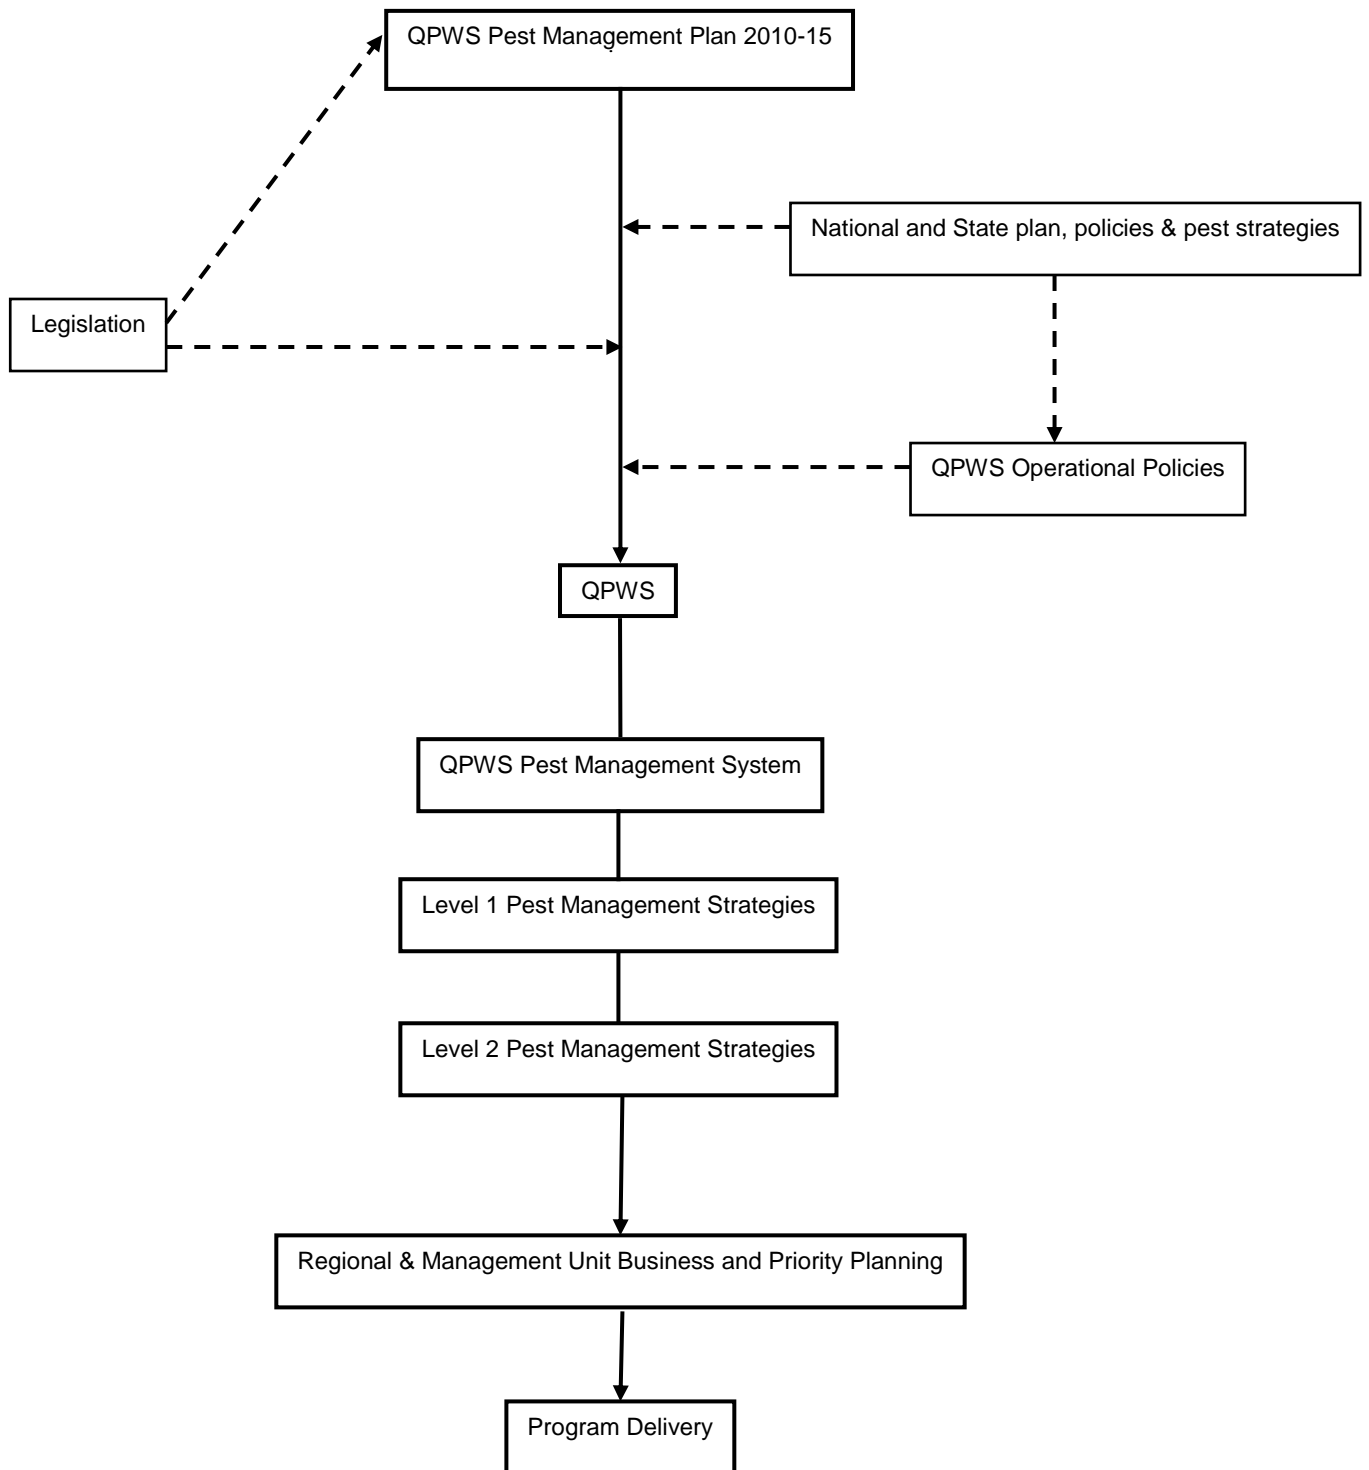 QPWS Pest Management Plan 2010-15
National and State plan, policies & pest strategies
Legislation
QPWS Operational Policies
QPWS
QPWS Pest Management System
Level 1 Pest Management Strategies
Level 2 Pest Management Strategies
Regional & Management Unit Business and Priority Planning
Program Delivery